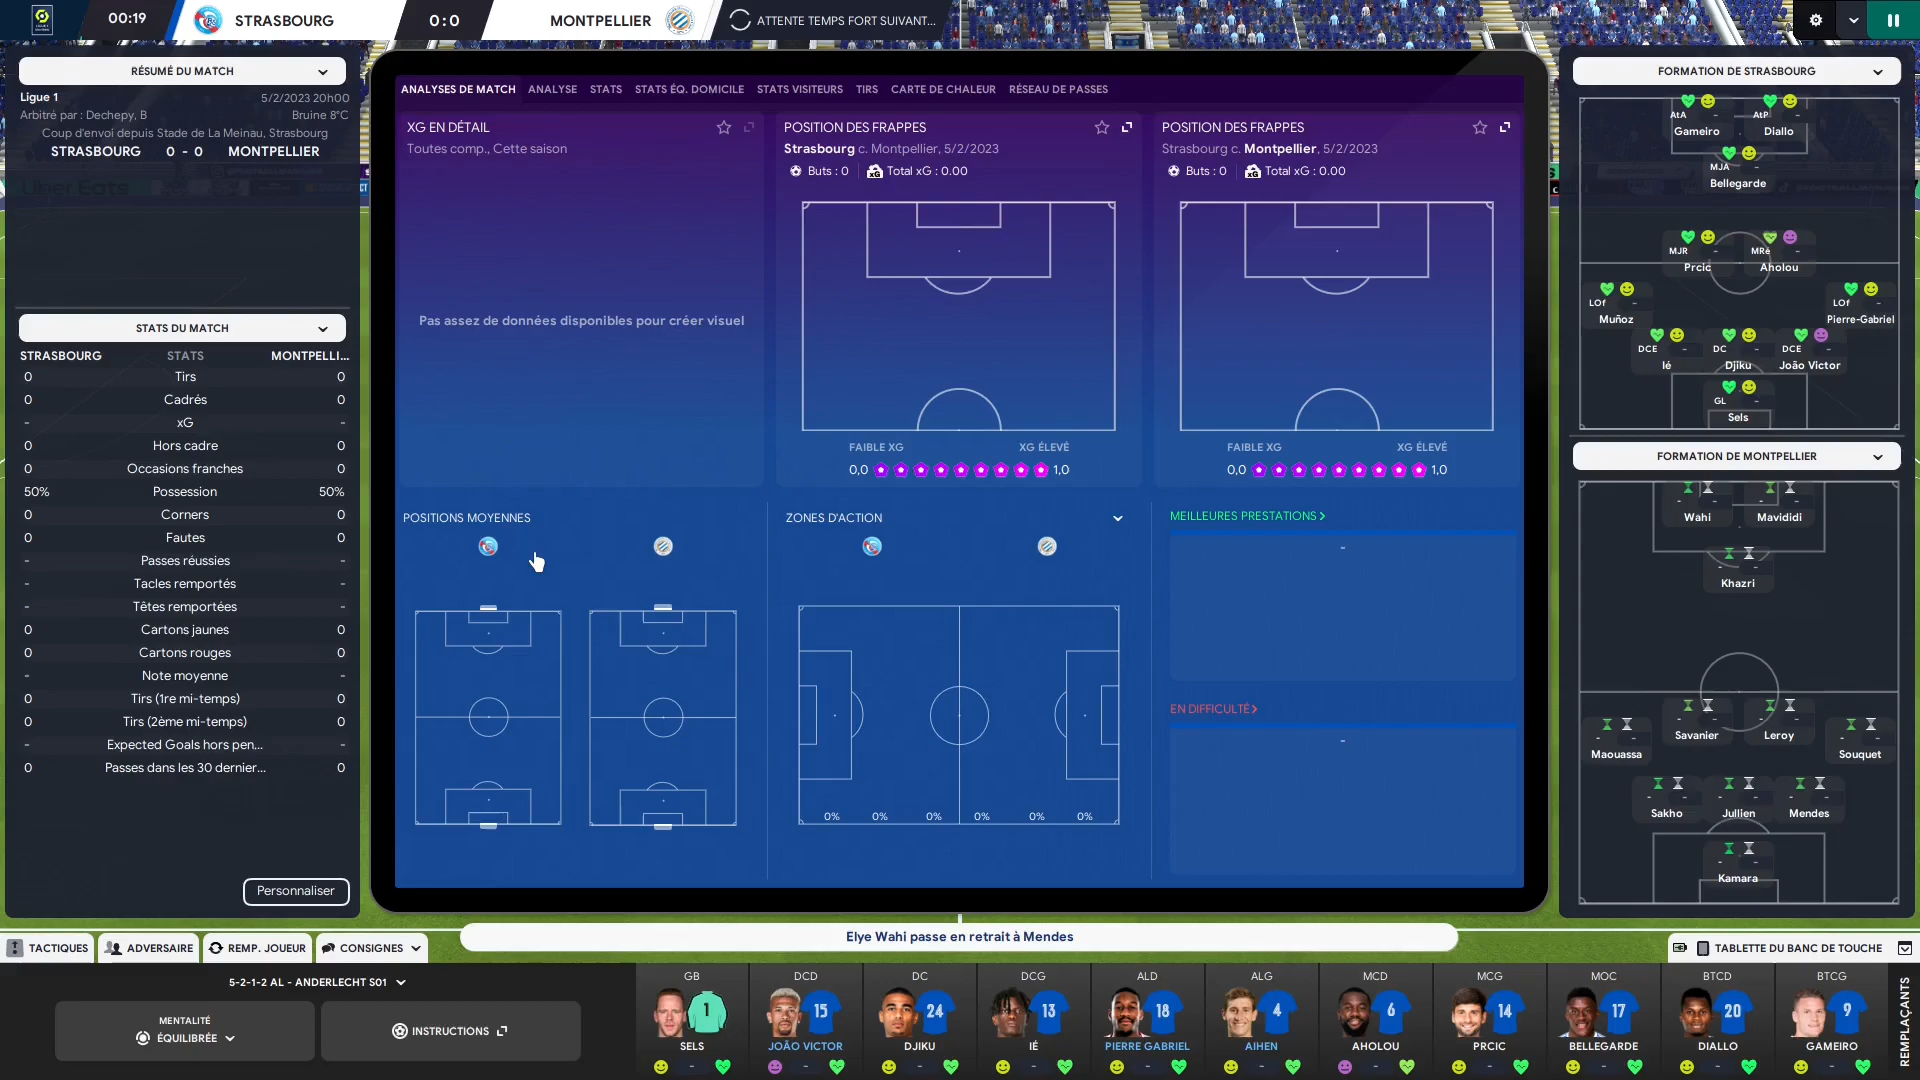 00:19
STRASBOURG
0:0
MONTPELLIER
ATTENTE TEMPS FORT SUIVANT...
RÉSUMÉ DU MATCH
Ligue 1
5/2/2023 20h00
Arbitré par : Dechepy, B
Bruine 8°C
Coup d'envoi depuis Stade de La Meinau, Strasbourg
STRASBOURG 0 - 0 MONTPELLIER
Uber Eats
STATS DU MATCH
STRASBOURG STATS MONTPELLI...
0 Tirs 0
0 Cadrés 0
- xG -
0 Hors cadre 0
0 Occasions franches 0
50% Possession 50%
0 Corners 0
0 Fautes 0
- Passes réussies -
- Tacles remportés -
- Têtes remportées -
0 Cartons jaunes 0
0 Cartons rouges 0
- Note moyenne -
0 Tirs (1re mi-temps) 0
0 Tirs (2ème mi-temps) 0
- Expected Goals hors pen... -
0 Passes dans les 30 dernier... 0
Personnaliser
ANALYSES DE MATCH ANALYSE STATS STATS ÉQ. DOMICILE STATS VISITEURS TIRS CARTE DE CHALEUR RÉSEAU DE PASSES
XG EN DÉTAIL
Toutes comp., Cette saison
Pas assez de données disponibles pour créer visuel
POSITION DES FRAPPES
Strasbourg c. Montpellier, 5/2/2023
Buts : 0
xG Total xG : 0.00
FAIBLE XG XG ÉLEVÉ
0,0 1,0
POSITION DES FRAPPES
Strasbourg c. Montpellier, 5/2/2023
Buts : 0
xG Total xG : 0.00
FAIBLE XG XG ÉLEVÉ
0,0 1,0
POSITIONS MOYENNES
ZONES D'ACTION
0% 0% 0% 0% 0% 0%
MEILLEURES PRESTATIONS >
-
EN DIFFICULTÉ >
-
FORMATION DE STRASBOURG
AtA - AtP -
Gameiro Diallo
MJA -
Bellegarde
MJR - MRé -
Prcic Aholou
LOf - LOf -
Muñoz Pierre-Gabriel
DCE - DC - DCE -
Ié Djiku João Victor
GL -
Sels
FORMATION DE MONTPELLIER
- - - -
Wahi Mavididi
- -
Khazri
- - - -
Savanier Leroy
- - - -
Maouassa Souquet
- - - - - -
Sakho Jullien Mendes
- -
Kamara
Elye Wahi passe en retrait à Mendes
TACTIQUES ADVERSAIRE REMP. JOUEUR CONSIGNES
TABLETTE DU BANC DE TOUCHE
5-2-1-2 AL - ANDERLECHT S01
MENTALITÉ
ÉQUILIBRÉE
INSTRUCTIONS
GB DCD DC DCG ALD ALG MCD MCG MOC BTCD BTCG
1 15 24 13 18 4 6 14 17 20 9
SELS JOÃO VICTOR DJIKU IÉ PIERRE GABRIEL AIHEN AHOLOU PRCIC BELLEGARDE DIALLO GAMEIRO
- - - - - - - - - - -
REMPLAÇANTS